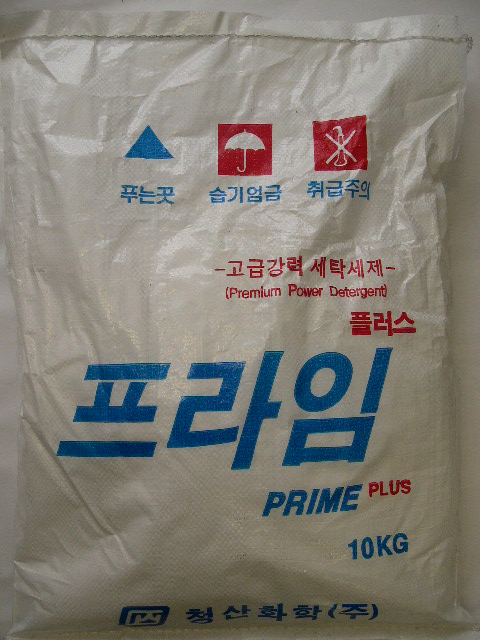 푸는곳 습기엄금 취급주의
-고급강력 세탁세제-
(Premium Power Detergent)
플러스
프라임
PRIME PLUS
10KG
청산화학(주)